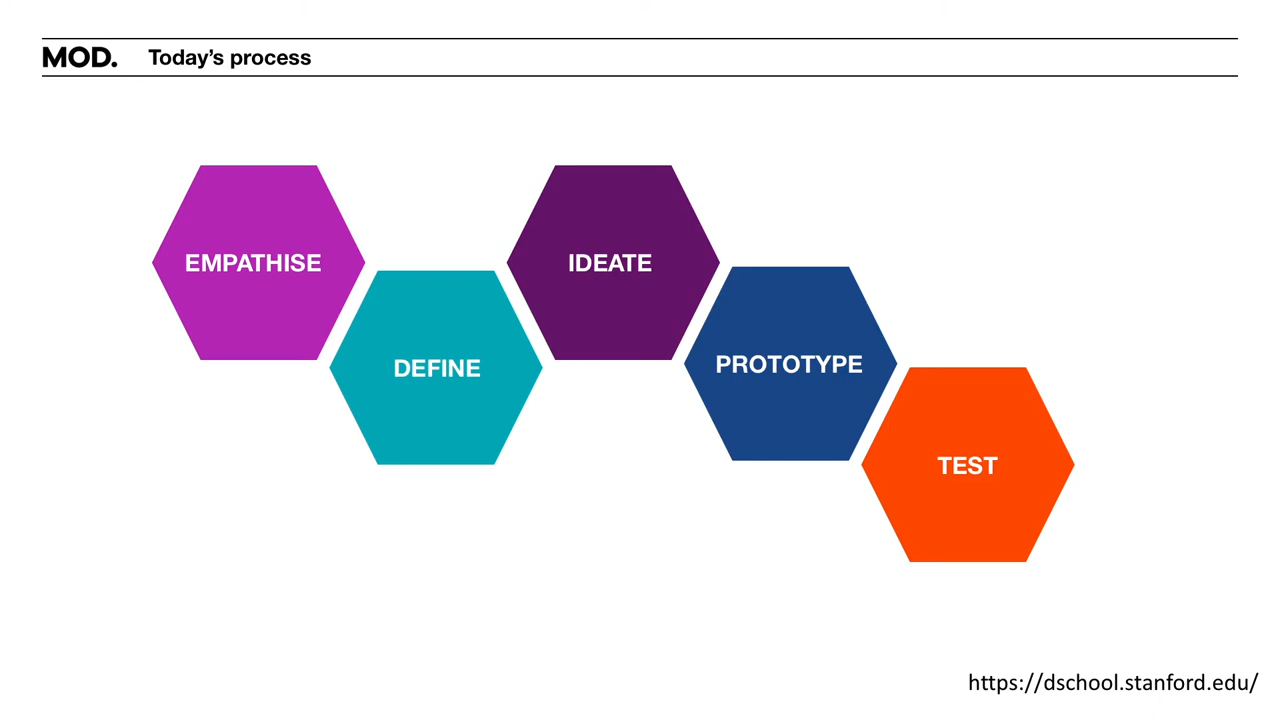 MOD. Today's process
EMPATHISE
DEFINE
IDEATE
PROTOTYPE
TEST
https://dschool.stanford.edu/